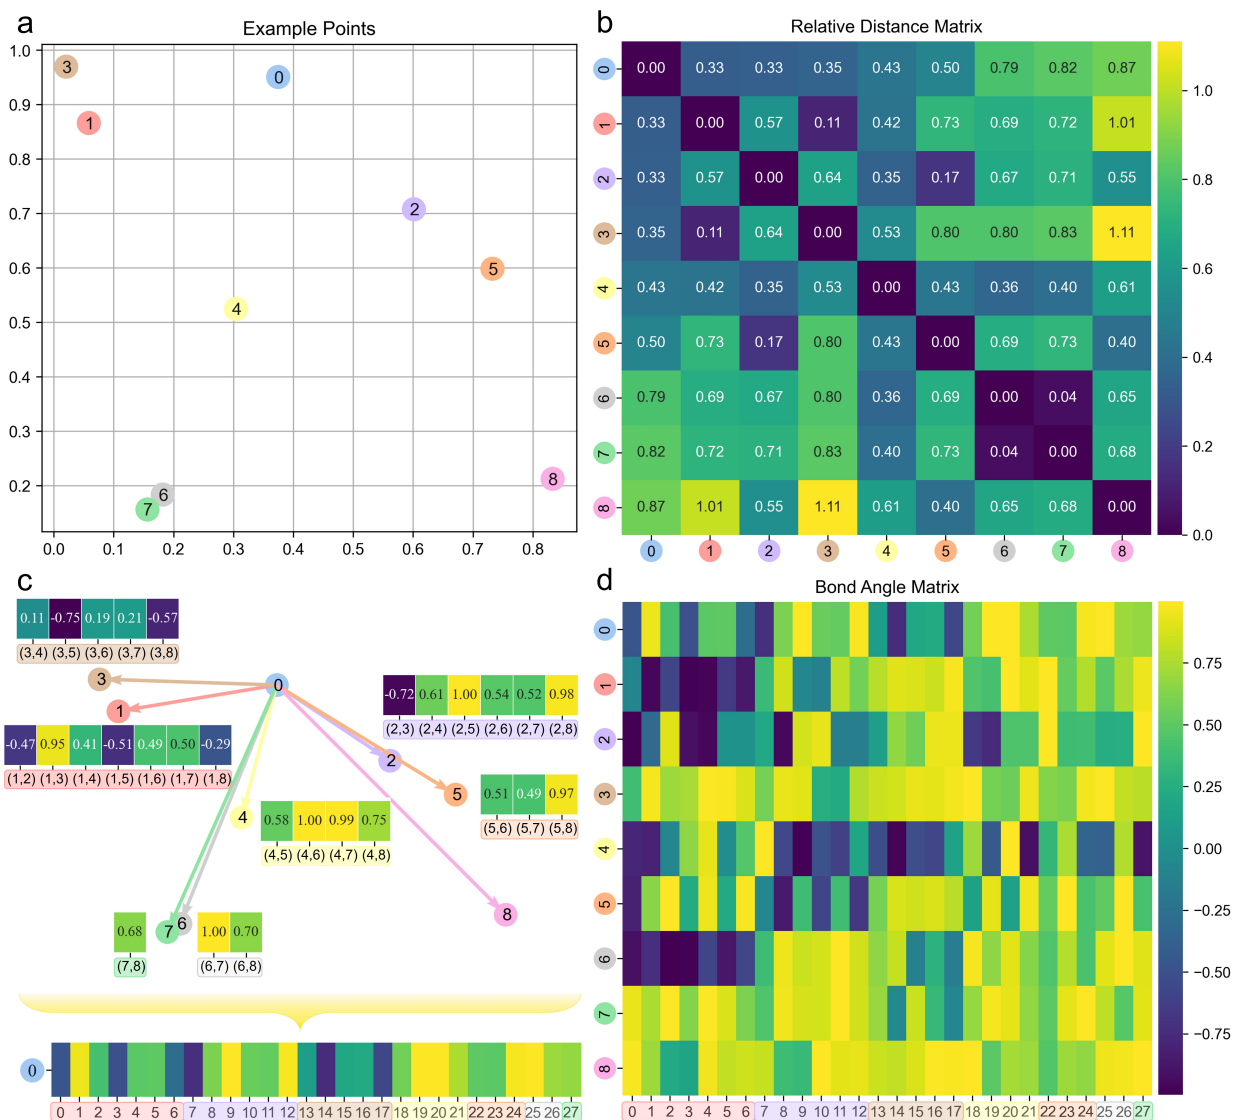 a
Example Points
1.0
0.9
0.8
0.7
0.6
0.5
0.4
0.3
0.2
3
0
1
2
5
4
8
6
7
0.0 0.1 0.2 0.3 0.4 0.5 0.6 0.7 0.8
b
Relative Distance Matrix
0 0.00 0.33 0.33 0.35 0.43 0.50 0.79 0.82 0.87
1 0.33 0.00 0.57 0.11 0.42 0.73 0.69 0.72 1.01
2 0.33 0.57 0.00 0.64 0.35 0.17 0.67 0.71 0.55
3 0.35 0.11 0.64 0.00 0.53 0.80 0.80 0.83 1.11
4 0.43 0.42 0.35 0.53 0.00 0.43 0.36 0.40 0.61
5 0.50 0.73 0.17 0.80 0.43 0.00 0.69 0.73 0.40
6 0.79 0.69 0.67 0.80 0.36 0.69 0.00 0.04 0.65
7 0.82 0.72 0.71 0.83 0.40 0.73 0.04 0.00 0.68
8 0.87 1.01 0.55 1.11 0.61 0.40 0.65 0.68 0.00
0 1 2 3 4 5 6 7 8
1.0
0.8
0.6
0.4
0.2
0.0
c
0.11 -0.75 0.19 0.21 -0.57
(3,4) (3,5) (3,6) (3,7) (3,8)
3
0
1
-0.72 0.61 1.00 0.54 0.52 0.98
(2,3) (2,4) (2,5) (2,6) (2,7) (2,8)
-0.47 0.95 0.41 -0.51 0.49 0.50 -0.29
(1,2) (1,3) (1,4) (1,5) (1,6) (1,7) (1,8)
2
5
0.51 0.49 0.97
(5,6) (5,7) (5,8)
4
0.58 1.00 0.99 0.75
(4,5) (4,6) (4,7) (4,8)
8
0.68
(7,8)
7
6
1.00 0.70
(6,7) (6,8)
0
0 1 2 3 4 5 6 7 8 9 10 11 12 13 14 15 16 17 18 19 20 21 22 23 24 25 26 27
d
Bond Angle Matrix
0
1
2
3
4
5
6
7
8
0 1 2 3 4 5 6 7 8 9 10 11 12 13 14 15 16 17 18 19 20 21 22 23 24 25 26 27
0.75
0.50
0.25
0.00
−0.25
−0.50
−0.75